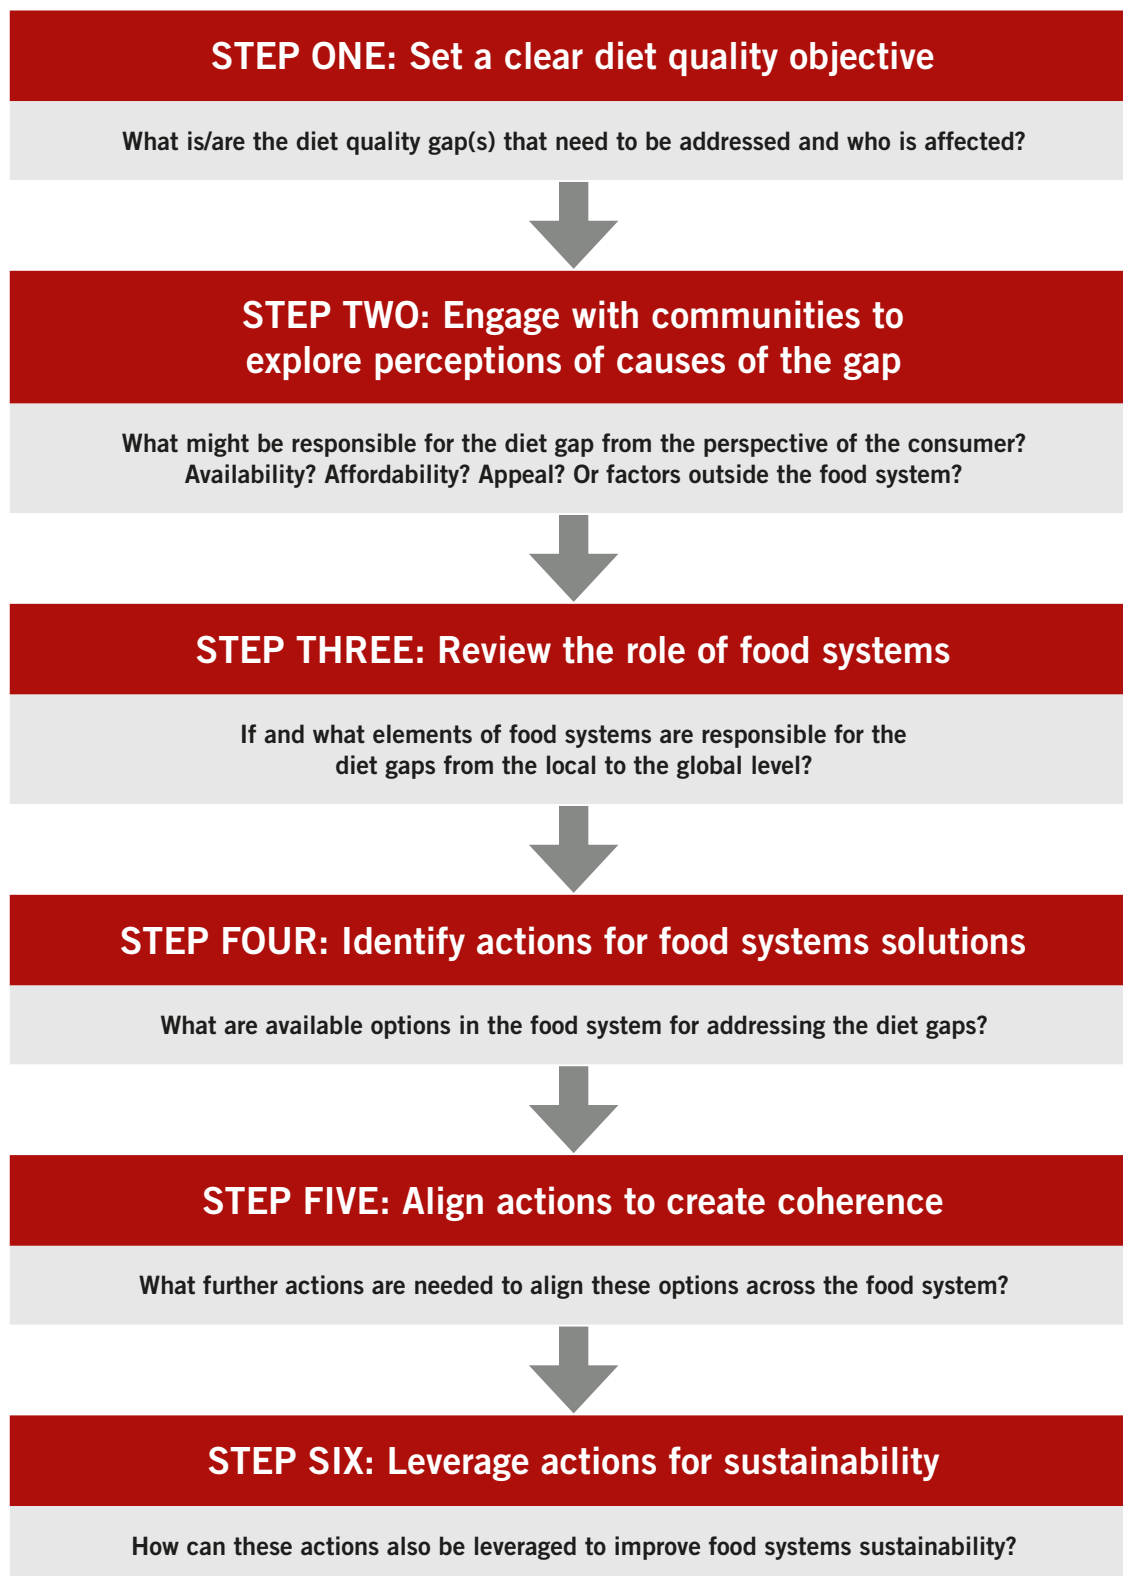 STEP ONE: Set a clear diet quality objective
What is/are the diet quality gap(s) that need to be addressed and who is affected?
STEP TWO: Engage with communities to
explore perceptions of causes of the gap
What might be responsible for the diet gap from the perspective of the consumer?
Availability? Affordability? Appeal? Or factors outside the food system?
STEP THREE: Review the role of food systems
If and what elements of food systems are responsible for the
diet gaps from the local to the global level?
STEP FOUR: Identify actions for food systems solutions
What are available options in the food system for addressing the diet gaps?
STEP FIVE: Align actions to create coherence
What further actions are needed to align these options across the food system?
STEP SIX: Leverage actions for sustainability
How can these actions also be leveraged to improve food systems sustainability?